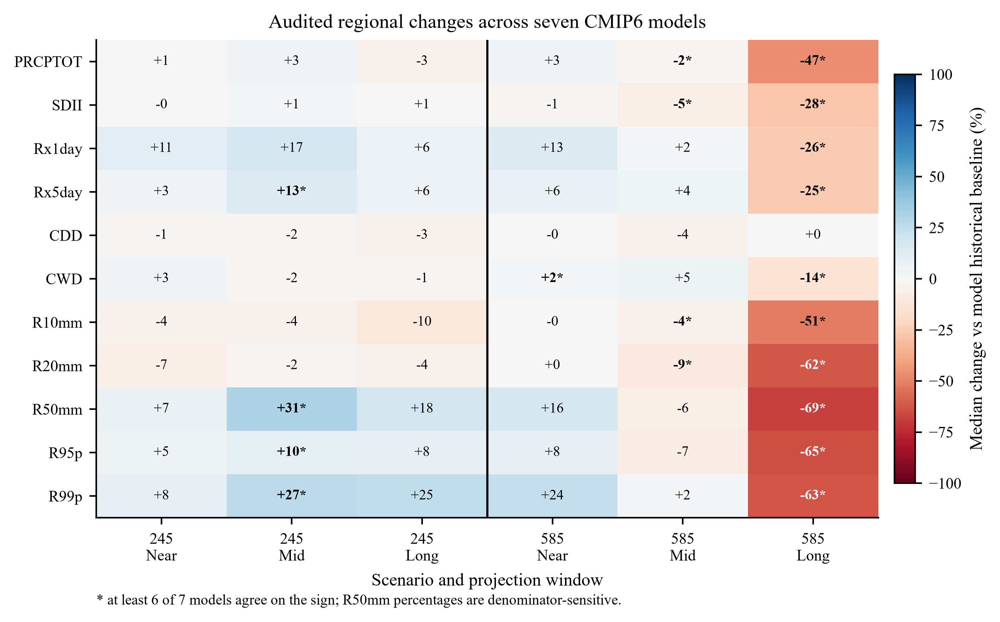 Audited regional changes across seven CMIP6 models
PRCPTOT +1 +3 -3 +3 -2* -47*
SDII -0 +1 +1 -1 -5* -28*
Rx1day +11 +17 +6 +13 +2 -26*
Rx5day +3 +13* +6 +6 +4 -25*
CDD -1 -2 -3 -0 -4 +0
CWD +3 -2 -1 +2* +5 -14*
R10mm -4 -4 -10 -0 -4* -51*
R20mm -7 -2 -4 +0 -9* -62*
R50mm +7 +31* +18 +16 -6 -69*
R95p +5 +10* +8 +8 -7 -65*
R99p +8 +27* +25 +24 +2 -63*
245 245 245 585 585 585
Near Mid Long Near Mid Long
Scenario and projection window
* at least 6 of 7 models agree on the sign; R50mm percentages are denominator-sensitive.
100
75
50
25
0
−25
−50
−75
−100
Median change vs model historical baseline (%)